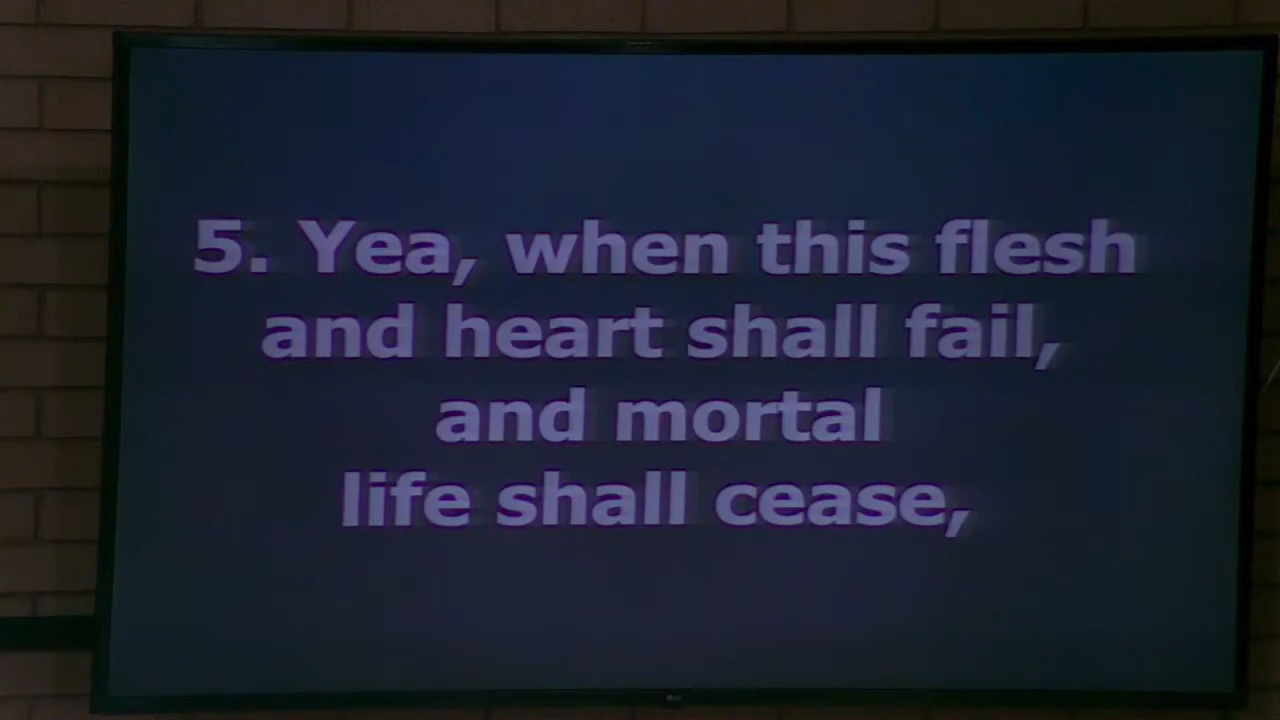 5. Yea, when this flesh
and heart shall fail,
and mortal
life shall cease,